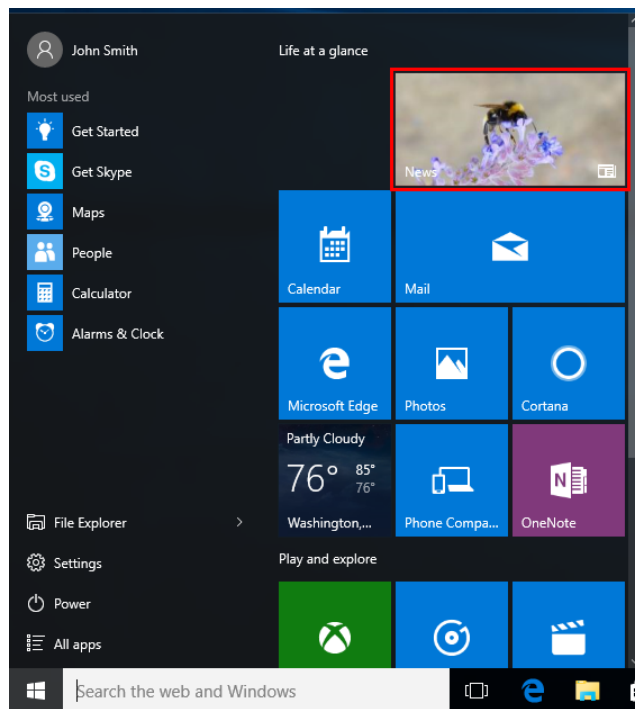 John Smith
Most used
Get Started
Get Skype
Maps
People
Calculator
Alarms & Clock
File Explorer
Settings
Power
All apps
Life at a glance
News
Calendar
Mail
Microsoft Edge
Photos
Cortana
Partly Cloudy
76° 85°
76°
Washington,...
Phone Compa...
OneNote
Play and explore
Search the web and Windows